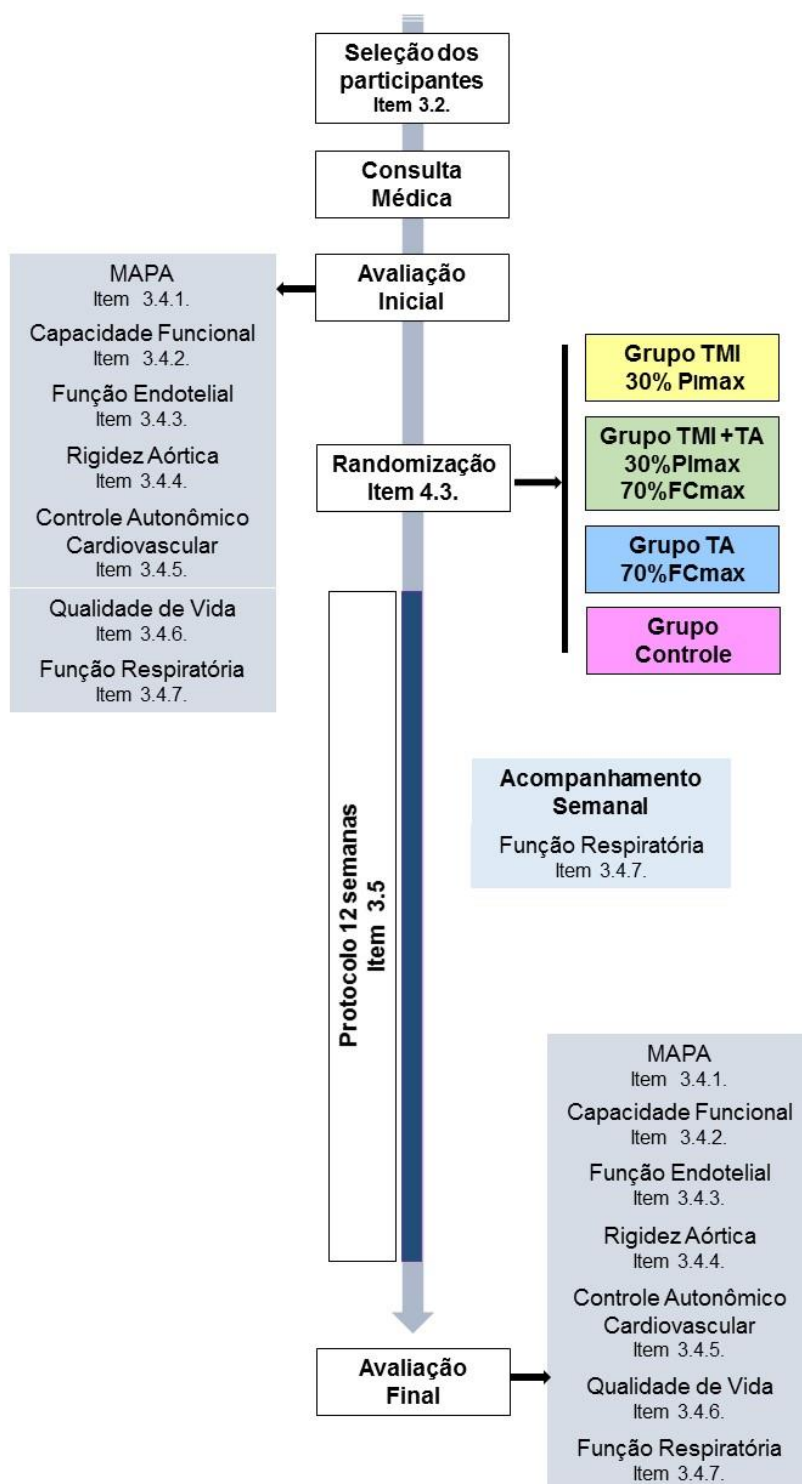 Seleção dos
participantes
Item 3.2.
Consulta
Médica
Avaliação
Inicial
MAPA
Item 3.4.1.
Capacidade Funcional
Item 3.4.2.
Função Endotelial
Item 3.4.3.
Rigidez Aórtica
Item 3.4.4.
Controle Autonômico
Cardiovascular
Item 3.4.5.
Qualidade de Vida
Item 3.4.6.
Função Respiratória
Item 3.4.7.
Randomização
Item 4.3.
Grupo TMI
30% PImax
Grupo TMI +TA
30%PImax
70%FCmax
Grupo TA
70%FCmax
Grupo
Controle
Protocolo 12 semanas
Item 3.5
Acompanhamento
Semanal
Função Respiratória
Item 3.4.7.
Avaliação
Final
MAPA
Item 3.4.1.
Capacidade Funcional
Item 3.4.2.
Função Endotelial
Item 3.4.3.
Rigidez Aórtica
Item 3.4.4.
Controle Autonômico
Cardiovascular
Item 3.4.5.
Qualidade de Vida
Item 3.4.6.
Função Respiratória
Item 3.4.7.